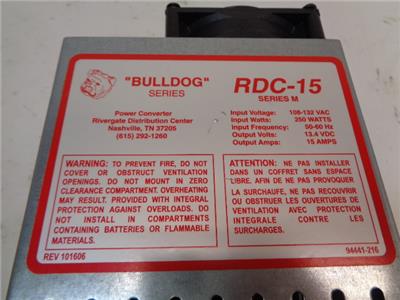 "BULLDOG"
SERIES
Power Converter
Rivergate Distribution Center
Nashville, TN 37205
(615) 292-1260
RDC-15
SERIES M
Input Voltage: 108-132 VAC
Input Watts: 250 WATTS
Input Frequency: 50-60 Hz
Output Volts: 13.4 VDC
Output Amps: 15 AMPS
WARNING: TO PREVENT FIRE, DO NOT
COVER OR OBSTRUCT VENTILATION
OPENINGS. DO NOT MOUNT IN ZERO
CLEARANCE COMPARTMENT. OVERHEATING
MAY RESULT. PROVIDED WITH INTEGRAL
PROTECTION AGAINST OVERLOADS. DO
NOT INSTALL IN COMPARTMENTS
CONTAINING BATTERIES OR FLAMMABLE
MATERIALS.
REV 101606
ATTENTION: NE PAS INSTALLER
DANS UN COFFRET SANS ESPACE
LIBRE, AFIN DE NE PAS PROVOQUER
LA SURCHAUFE, NE PAS RECOUVRIR
OU OBSTRUER LES OUVERTURES DE
VENTILATION AVEC PROTECTION
INTEGRALE CONTRE LES
SURCHARGES.
94441-216